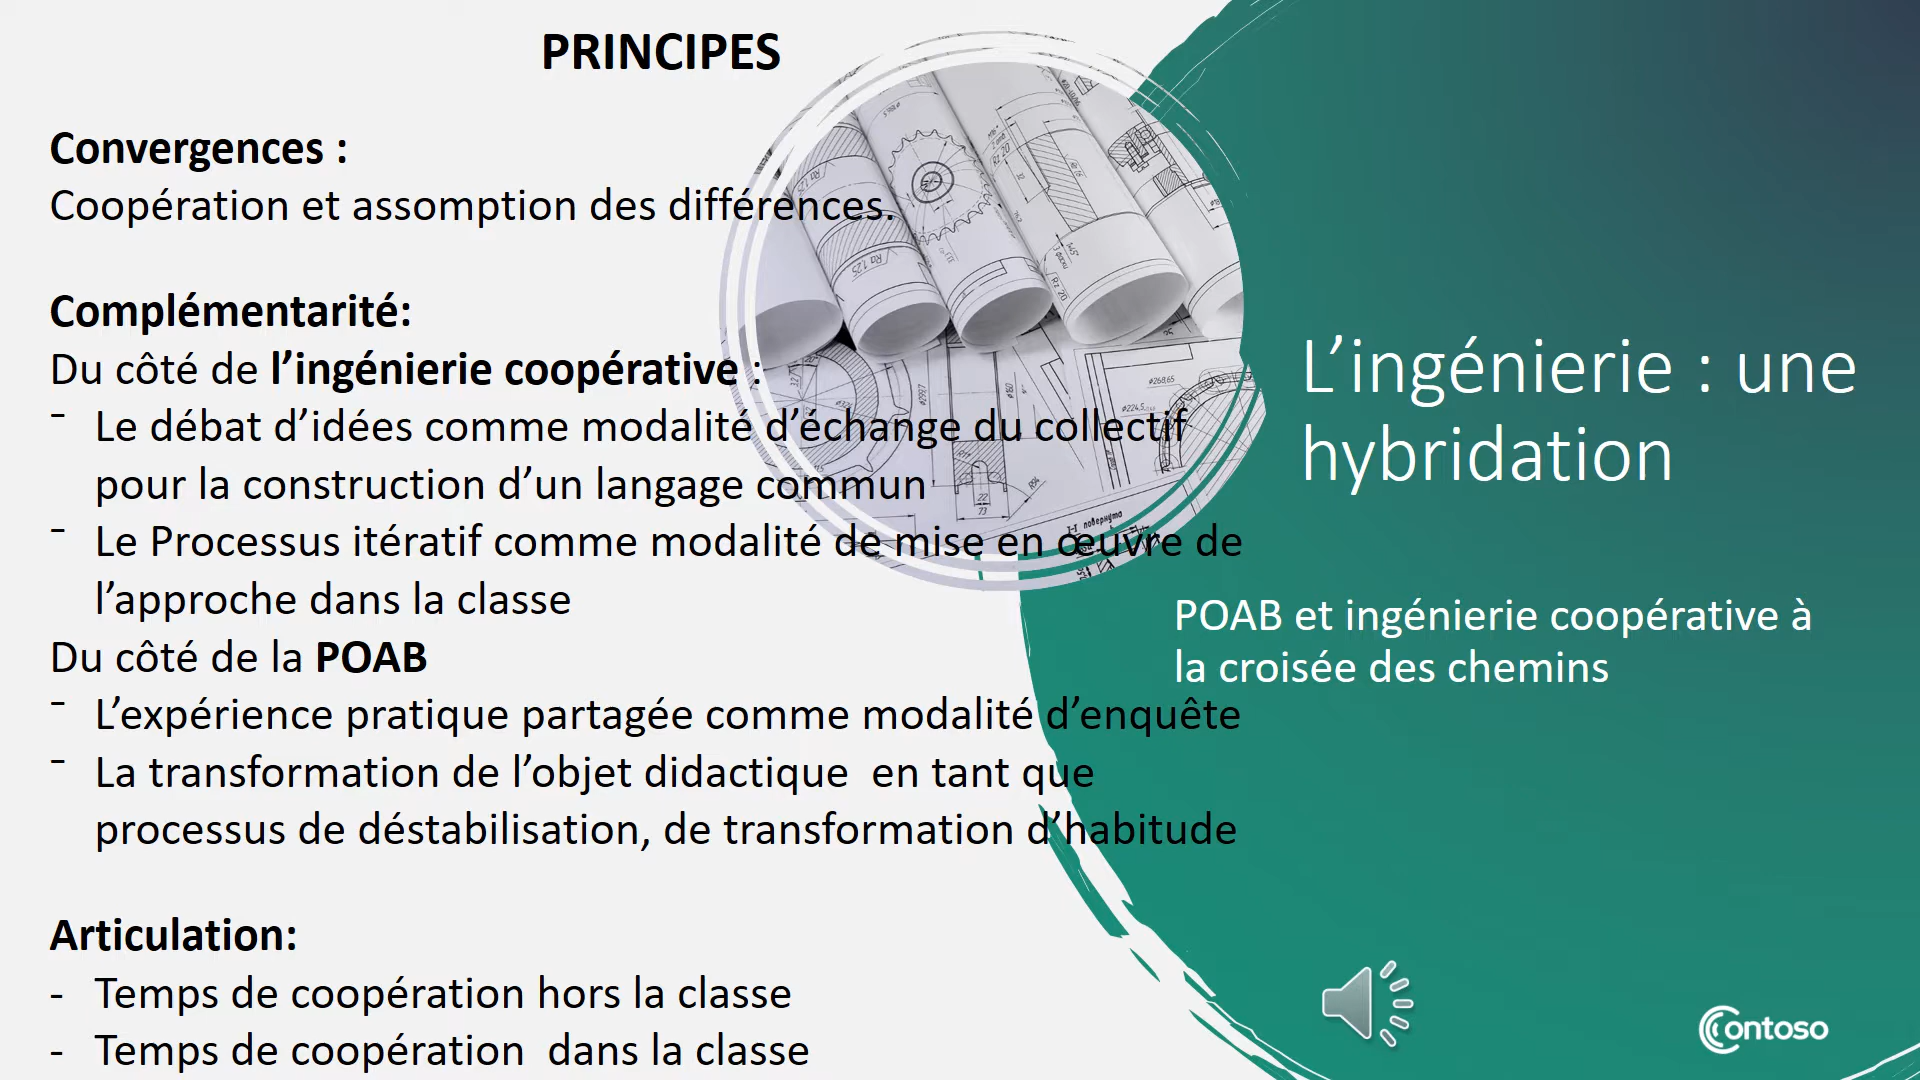 PRINCIPES
Convergences :
Coopération et assomption des différences.
Complémentarité:
Du côté de l’ingénierie coopérative :
⁻ Le débat d’idées comme modalité d’échange du collectif
pour la construction d’un langage commun
⁻ Le Processus itératif comme modalité de mise en œuvre de
l’approche dans la classe
Du côté de la POAB
⁻ L’expérience pratique partagée comme modalité d’enquête
⁻ La transformation de l’objet didactique  en tant que
processus de déstabilisation, de transformation d’habitude
Articulation:
- Temps de coopération hors la classe
- Temps de coopération  dans la classe
L’ingénierie : une
hybridation
POAB et ingénierie coopérative à
la croisée des chemins
Contoso